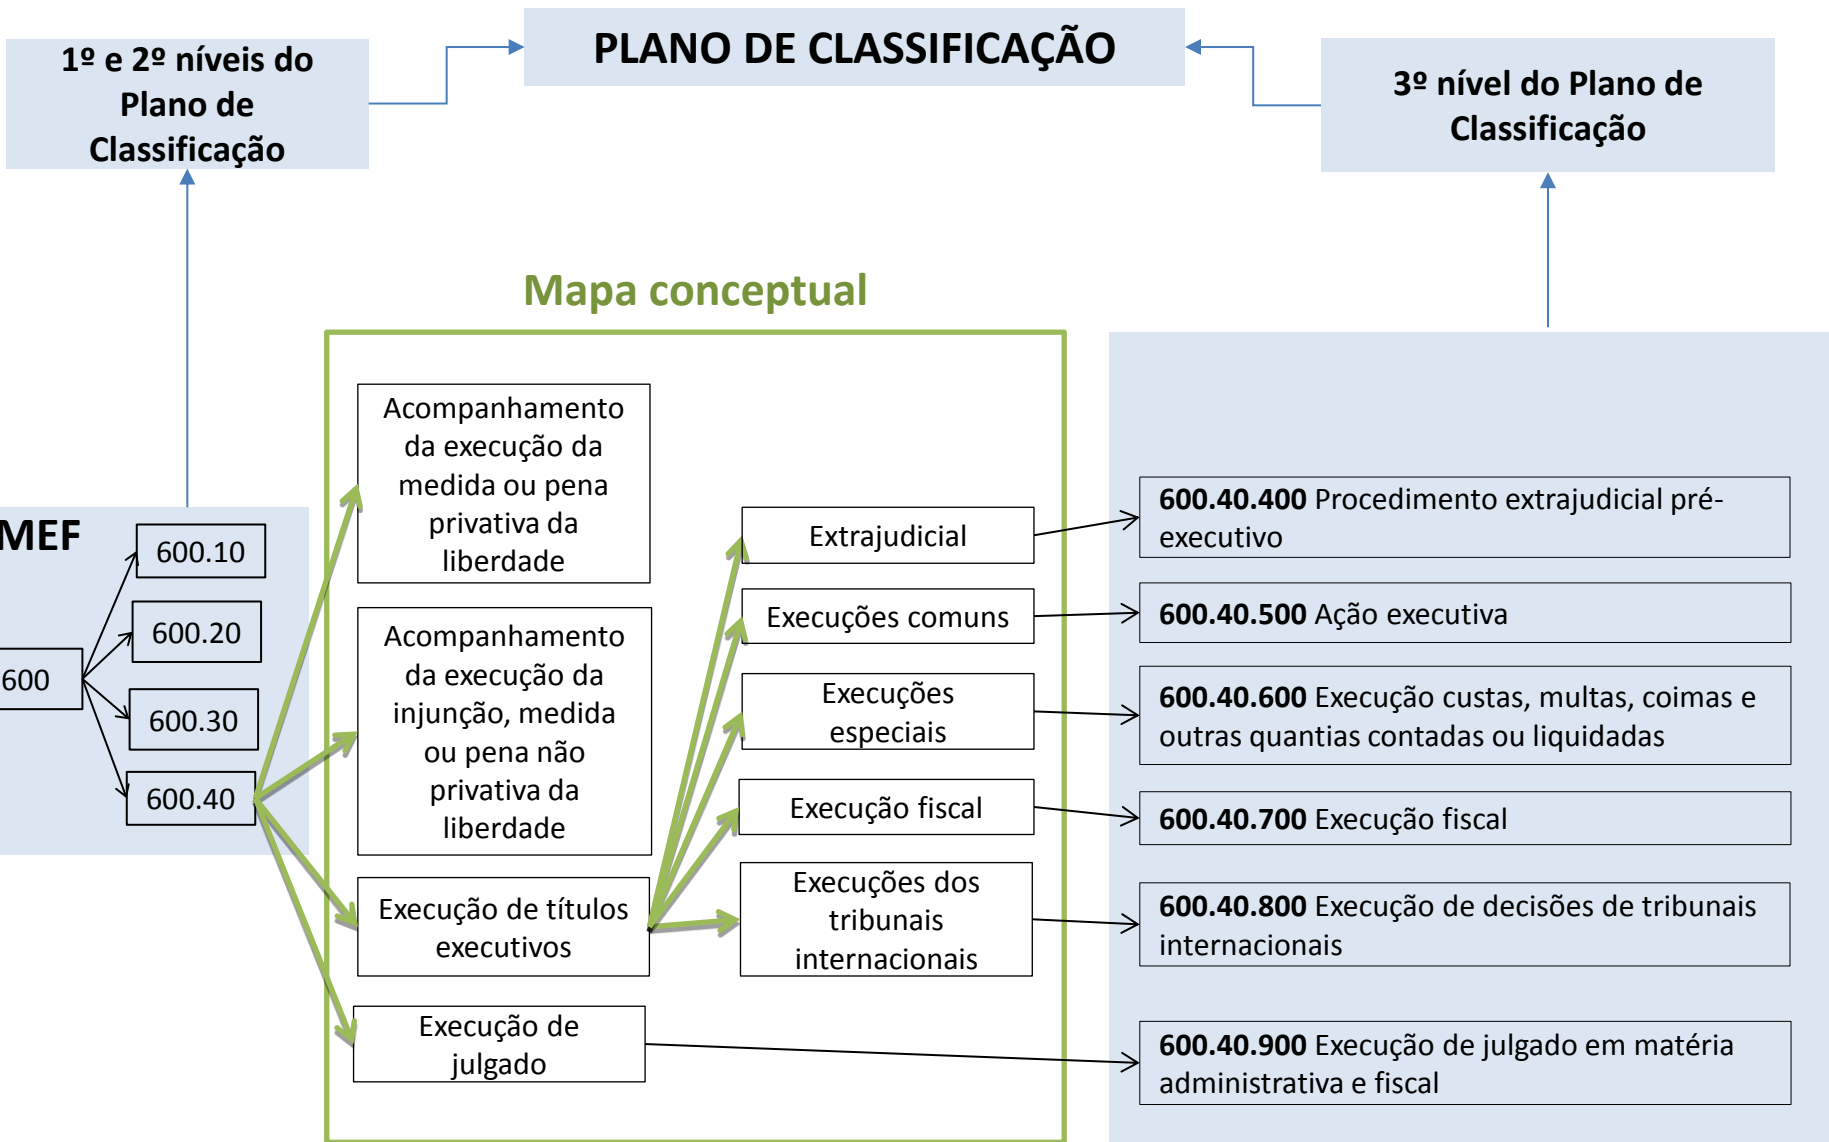 1º e 2º níveis do
Plano de
Classificação
PLANO DE CLASSIFICAÇÃO
3º nível do Plano de
Classificação
Mapa conceptual
MEF
600
600.10
600.20
600.30
600.40
Acompanhamento
da execução da
medida ou pena
privativa da
liberdade
Acompanhamento
da execução da
injunção, medida
ou pena não
privativa da
liberdade
Execução de títulos
executivos
Execução de
julgado
Extrajudicial
Execuções comuns
Execuções
especiais
Execução fiscal
Execuções dos
tribunais
internacionais
600.40.400 Procedimento extrajudicial pré-
executivo
600.40.500 Ação executiva
600.40.600 Execução custas, multas, coimas e
outras quantias contadas ou liquidadas
600.40.700 Execução fiscal
600.40.800 Execução de decisões de tribunais
internacionais
600.40.900 Execução de julgado em matéria
administrativa e fiscal